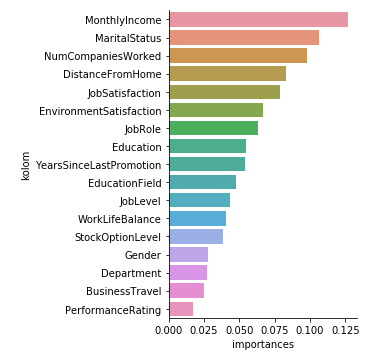 MonthlyIncome
MaritalStatus
NumCompaniesWorked
DistanceFromHome
JobSatisfaction
EnvironmentSatisfaction
JobRole
Education
YearsSinceLastPromotion
EducationField
JobLevel
WorkLifeBalance
StockOptionLevel
Gender
Department
BusinessTravel
PerformanceRating
kolom
0.000 0.025 0.050 0.075 0.100 0.125
importances